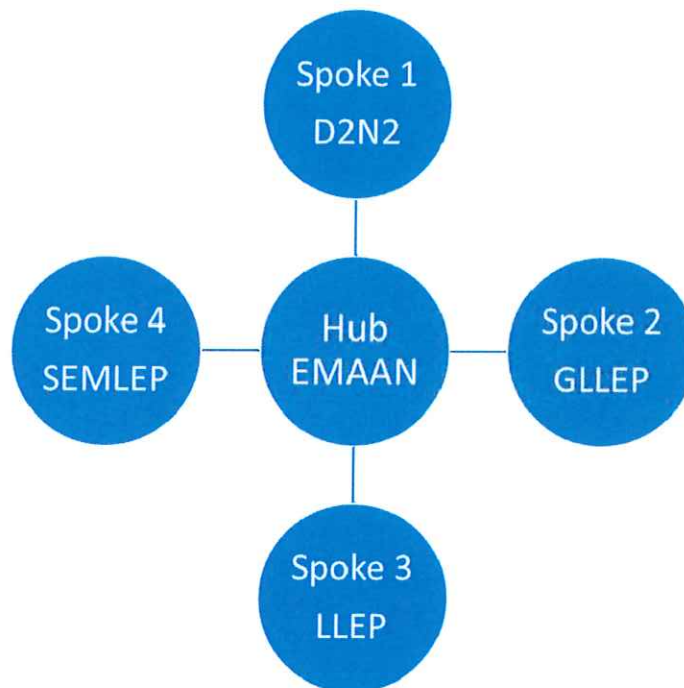 Spoke 1
D2N2
Spoke 4
SEMLEP
Hub
EMAAN
Spoke 2
GLLEP
Spoke 3
LLEP